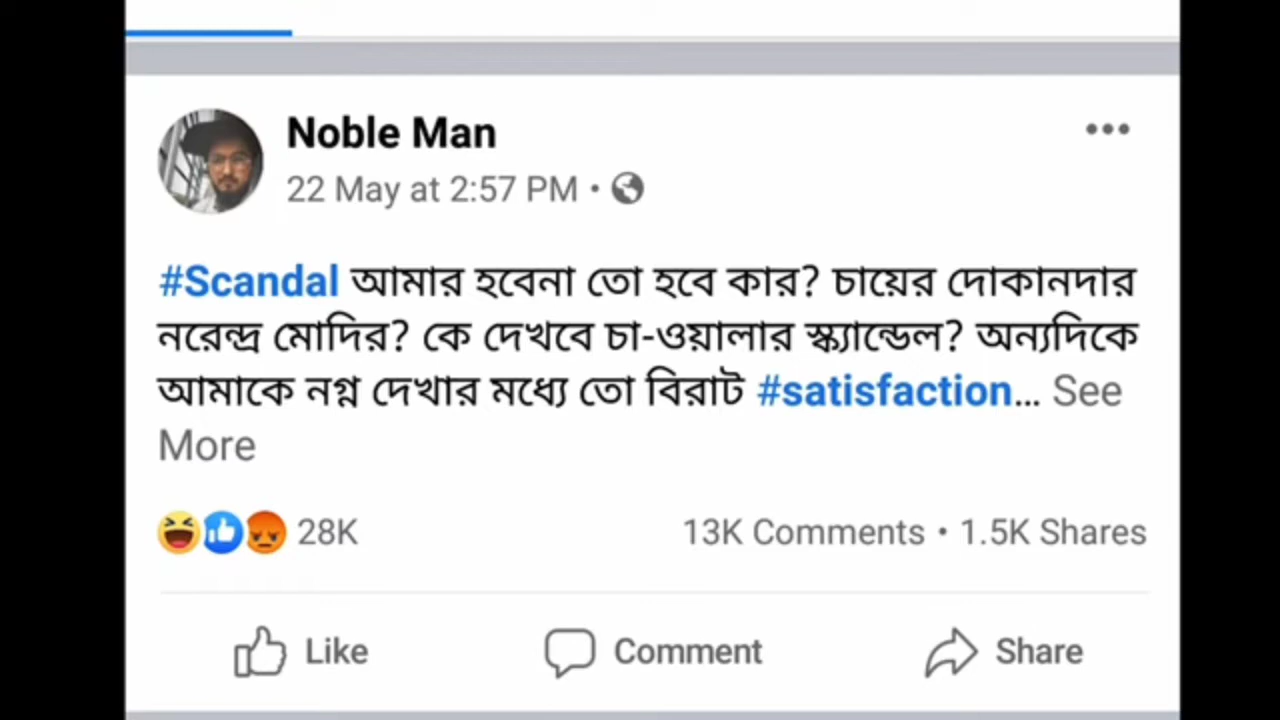 Noble Man
22 May at 2:57 PM •
#Scandal আমার হবেনা তো হবে কার? চায়ের দোকানদার
নরেন্দ্র মোদির? কে দেখবে চা-ওয়ালার স্ক্যান্ডেল? অন্যদিকে
আমাকে নগ্ন দেখার মধ্যে তো বিরাট #satisfaction... See
More
28K 13K Comments • 1.5K Shares
Like Comment Share